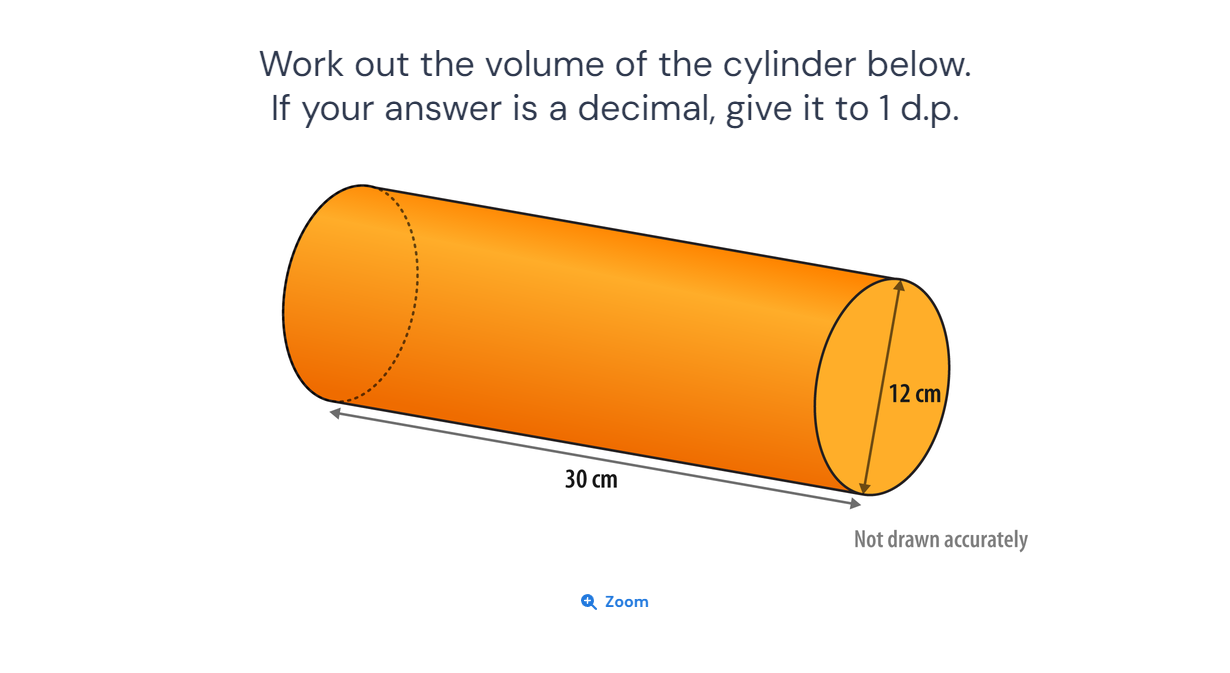 Work out the volume of the cylinder below.
If your answer is a decimal, give it to 1 d.p.
12 cm
30 cm
Not drawn accurately
Zoom